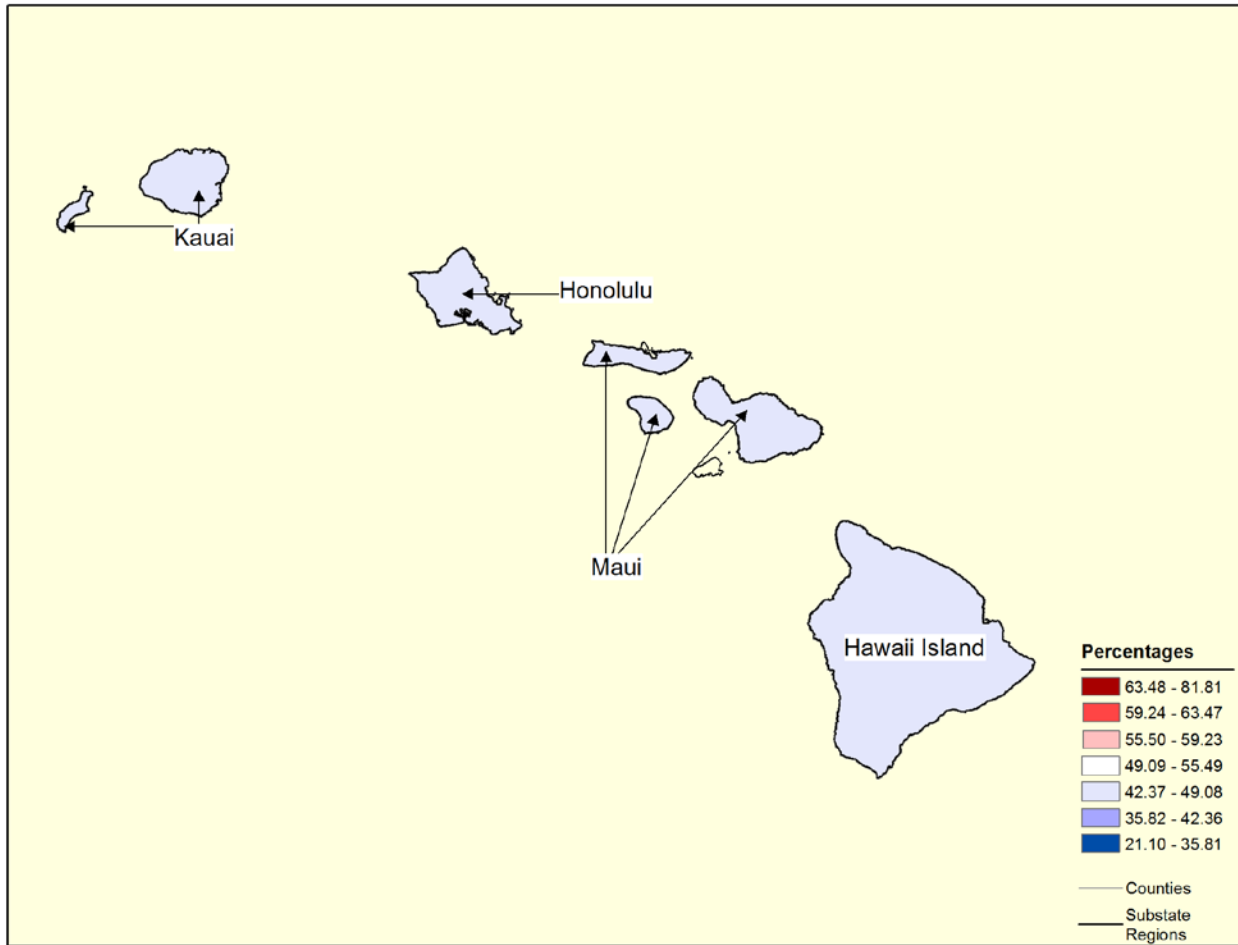 Kauai
Honolulu
Maui
Hawaii Island
Percentages
63.48 - 81.81
59.24 - 63.47
55.50 - 59.23
49.09 - 55.49
42.37 - 49.08
35.82 - 42.36
21.10 - 35.81
Counties
Substate
Regions